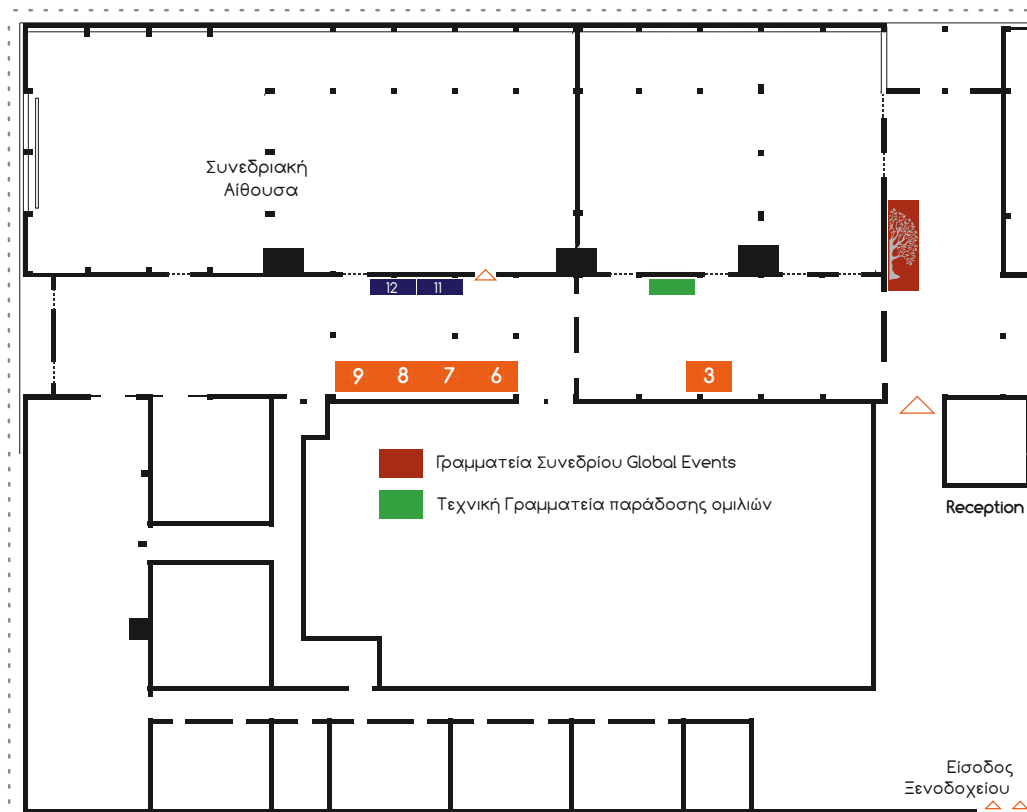 Συνεδριακή
Αίθουσα
12 11
9 8 7 6
3
Γραμματεία Συνεδρίου Global Events
Τεχνική Γραμματεία παράδοσης ομιλιών
Reception
Είσοδος
Ξενοδοχείου